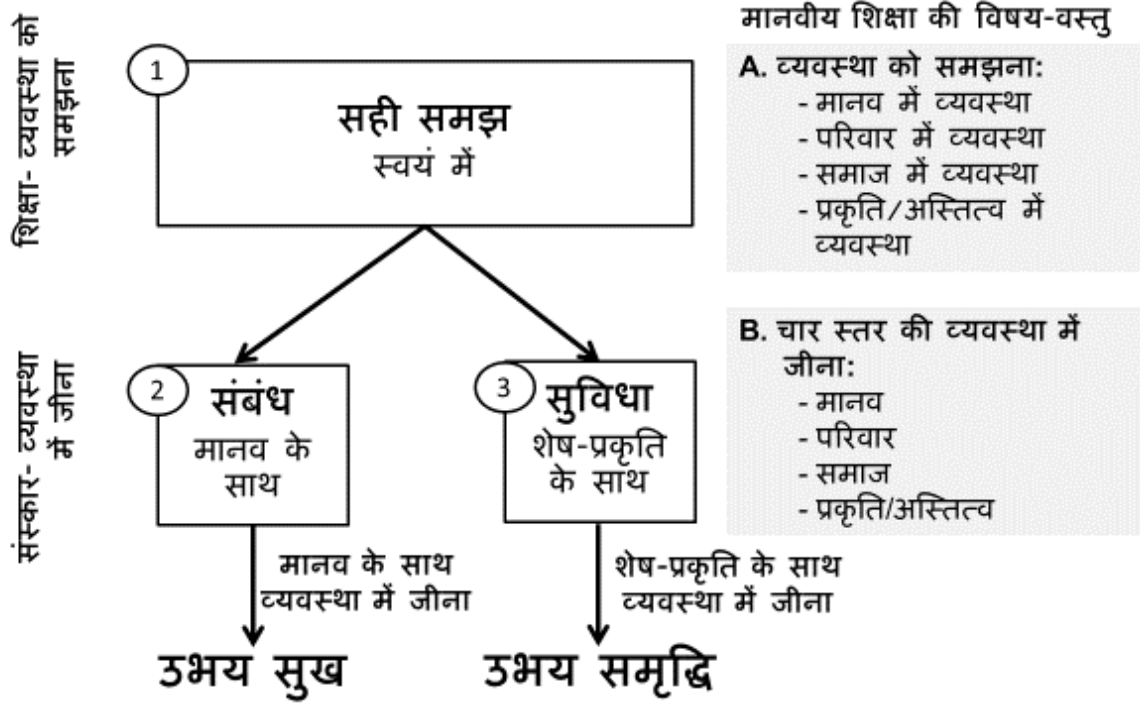 शिक्षा- व्यवस्था को
समझना
1
सही समझ
स्वयं में
संस्कार- व्यवस्था
में जीना
2
संबंध
मानव के
साथ
3
सुविधा
शेष-प्रकृति
के साथ
मानव के साथ
व्यवस्था में जीना
शेष-प्रकृति के साथ
व्यवस्था में जीना
उभय सुख
उभय समृद्धि
मानवीय शिक्षा की विषय-वस्तु
A. व्यवस्था को समझना:
- मानव में व्यवस्था
- परिवार में व्यवस्था
- समाज में व्यवस्था
- प्रकृति/अस्तित्व में
व्यवस्था
B. चार स्तर की व्यवस्था में
जीना:
- मानव
- परिवार
- समाज
- प्रकृति/अस्तित्व